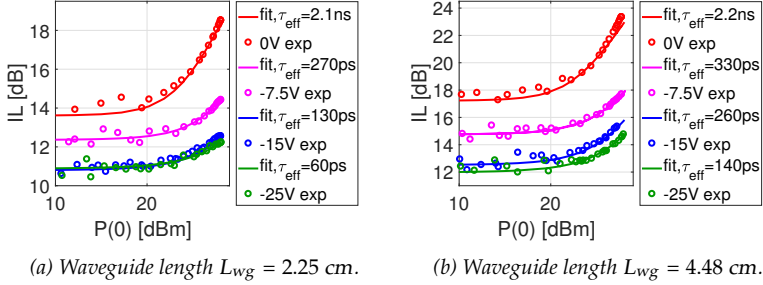 18
16
14
12
10
IL [dB]
10
20
P(0) [dBm]
fit,τeff=2.1ns
0V exp
fit,τeff=270ps
-7.5V exp
fit,τeff=130ps
-15V exp
fit,τeff=60ps
-25V exp
(a) Waveguide length Lwg = 2.25 cm.
24
22
20
18
16
14
12
IL [dB]
10
20
P(0) [dBm]
fit,τeff=2.2ns
0V exp
fit,τeff=330ps
-7.5V exp
fit,τeff=260ps
-15V exp
fit,τeff=140ps
-25V exp
(b) Waveguide length Lwg = 4.48 cm.